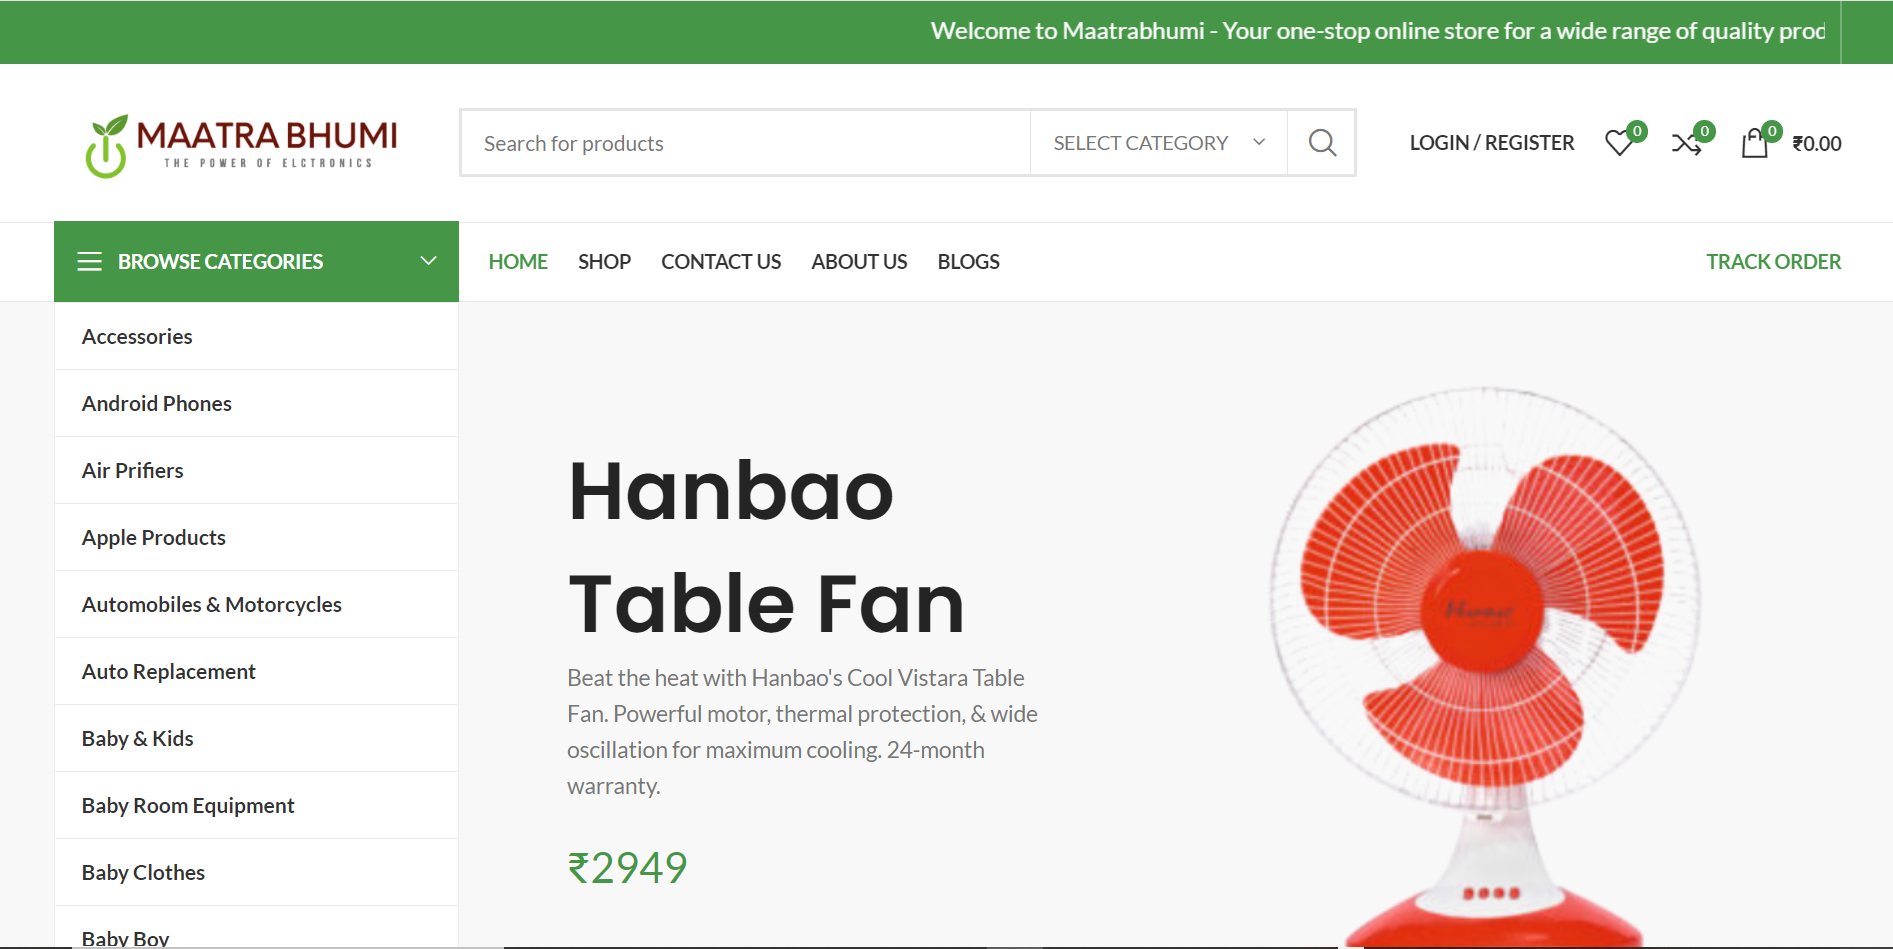 Welcome to Maatrabhumi - Your one-stop online store for a wide range of quality prod
MAATRA BHUMI
THE POWER OF ELCTRONICS
Search for products
SELECT CATEGORY
LOGIN / REGISTER
0
0
0
₹0.00
BROWSE CATEGORIES
HOME
SHOP
CONTACT US
ABOUT US
BLOGS
TRACK ORDER
Accessories
Android Phones
Air Prifiers
Apple Products
Automobiles & Motorcycles
Auto Replacement
Baby & Kids
Baby Room Equipment
Baby Clothes
Baby Boy
Hanbao
Table Fan
Beat the heat with Hanbao's Cool Vistara Table
Fan. Powerful motor, thermal protection, & wide
oscillation for maximum cooling. 24-month
warranty.
₹2949